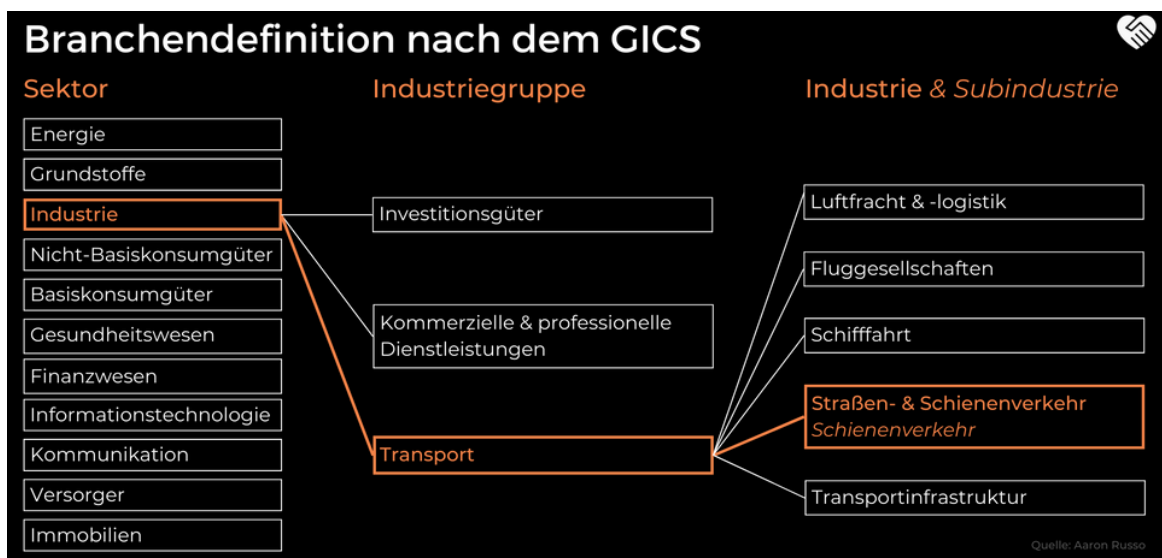 Branchendefinition nach dem GICS
Sektor
Industriegruppe
Industrie & Subindustrie
Energie
Grundstoffe
Industrie
Nicht-Basiskonsumgüter
Basiskonsumgüter
Gesundheitswesen
Finanzwesen
Informationstechnologie
Kommunikation
Versorger
Immobilien
Investitionsgüter
Kommerzielle & professionelle
Dienstleistungen
Transport
Luftfracht & -logistik
Fluggesellschaften
Schifffahrt
Straßen- & Schienenverkehr
Schienenverkehr
Transportinfrastruktur
Quelle: Aaron Russo